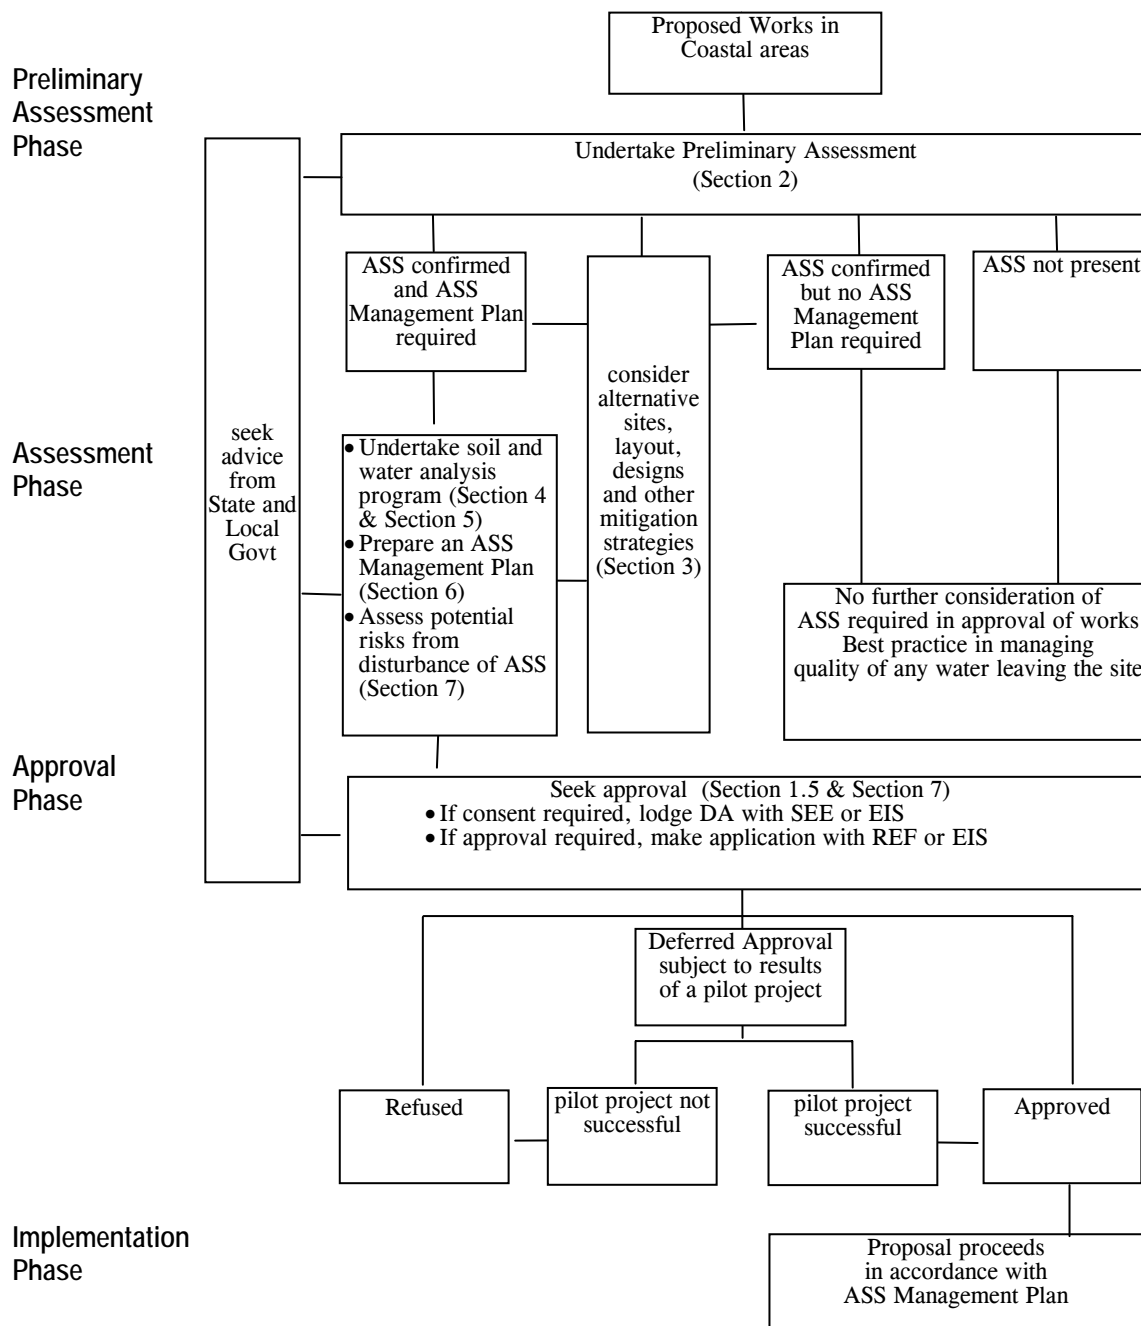 Proposed Works in
Coastal areas
Preliminary
Assessment
Phase
Undertake Preliminary Assessment
(Section 2)
ASS confirmed
and ASS
Management Plan
required
ASS confirmed
but no ASS
Management
Plan required
ASS not present
consider
alternative
sites,
layout,
designs
and other
mitigation
strategies
(Section 3)
seek
advice
from
State and
Local
Govt
Assessment
Phase
• Undertake soil and
water analysis
program (Section 4
& Section 5)
• Prepare an ASS
Management Plan
(Section 6)
• Assess potential
risks from
disturbance of ASS
(Section 7)
No further consideration of
ASS required in approval of works
Best practice in managing
quality of any water leaving the site
Approval
Phase
Seek approval (Section 1.5 & Section 7)
• If consent required, lodge DA with SEE or EIS
• If approval required, make application with REF or EIS
Deferred Approval
subject to results
of a pilot project
Refused
pilot project not
successful
pilot project
successful
Approved
Implementation
Phase
Proposal proceeds
in accordance with
ASS Management Plan